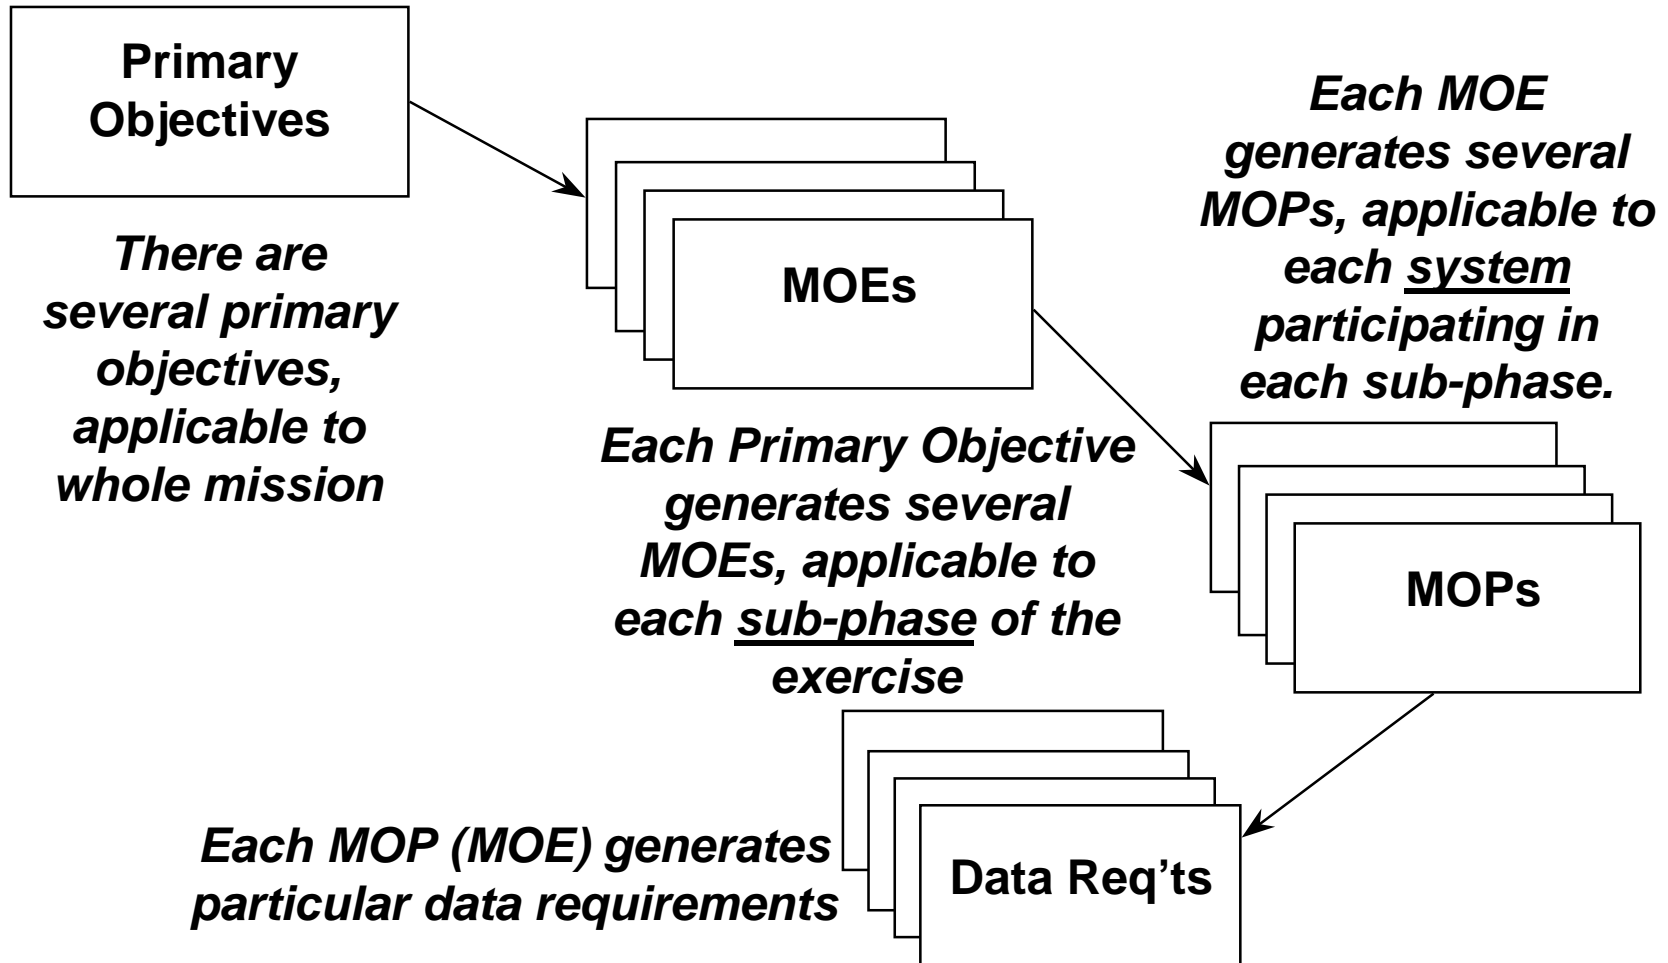 Primary
Objectives
There are
several primary
objectives,
applicable to
whole mission
MOEs
Each Primary Objective
generates several
MOEs, applicable to
each sub-phase of the
exercise
Each MOE
generates several
MOPs, applicable to
each system
participating in
each sub-phase.
MOPs
Each MOP (MOE) generates
particular data requirements
Data Req’ts